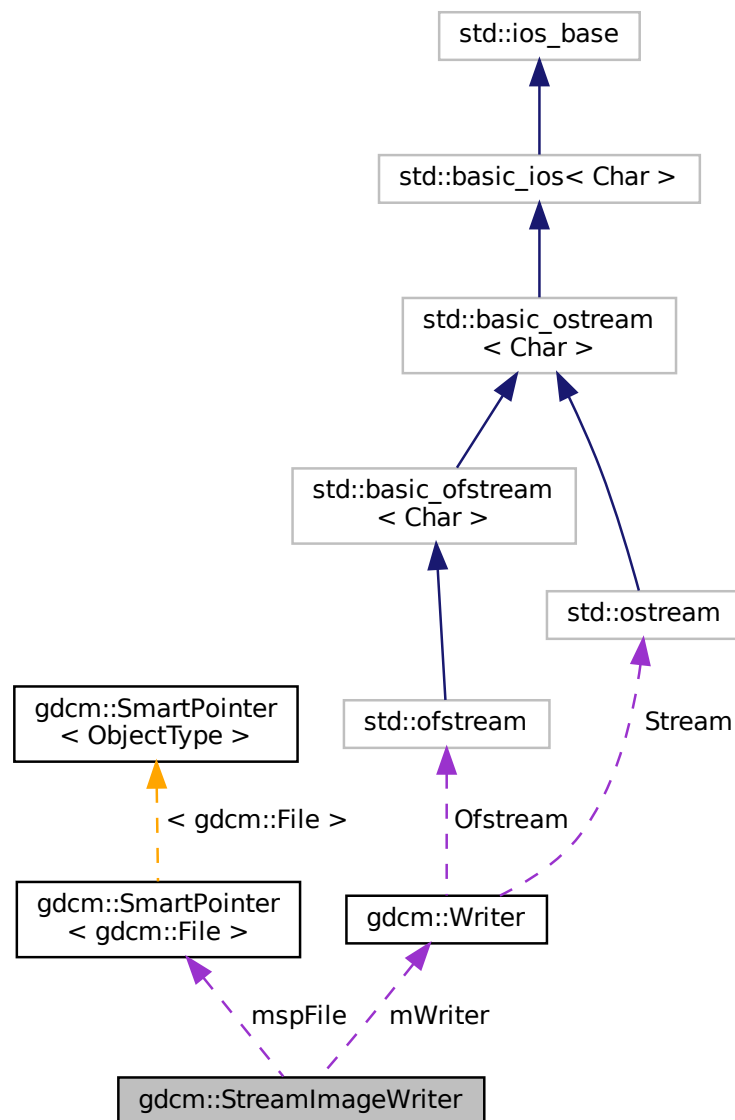 std::ios_base
std::basic_ios< Char >
std::basic_ostream
< Char >
std::basic_ofstream
< Char >
std::ostream
gdcm::SmartPointer
< ObjectType >
std::ofstream
Stream
< gdcm::File >
Ofstream
gdcm::SmartPointer
< gdcm::File >
gdcm::Writer
mspFile
mWriter
gdcm::StreamImageWriter